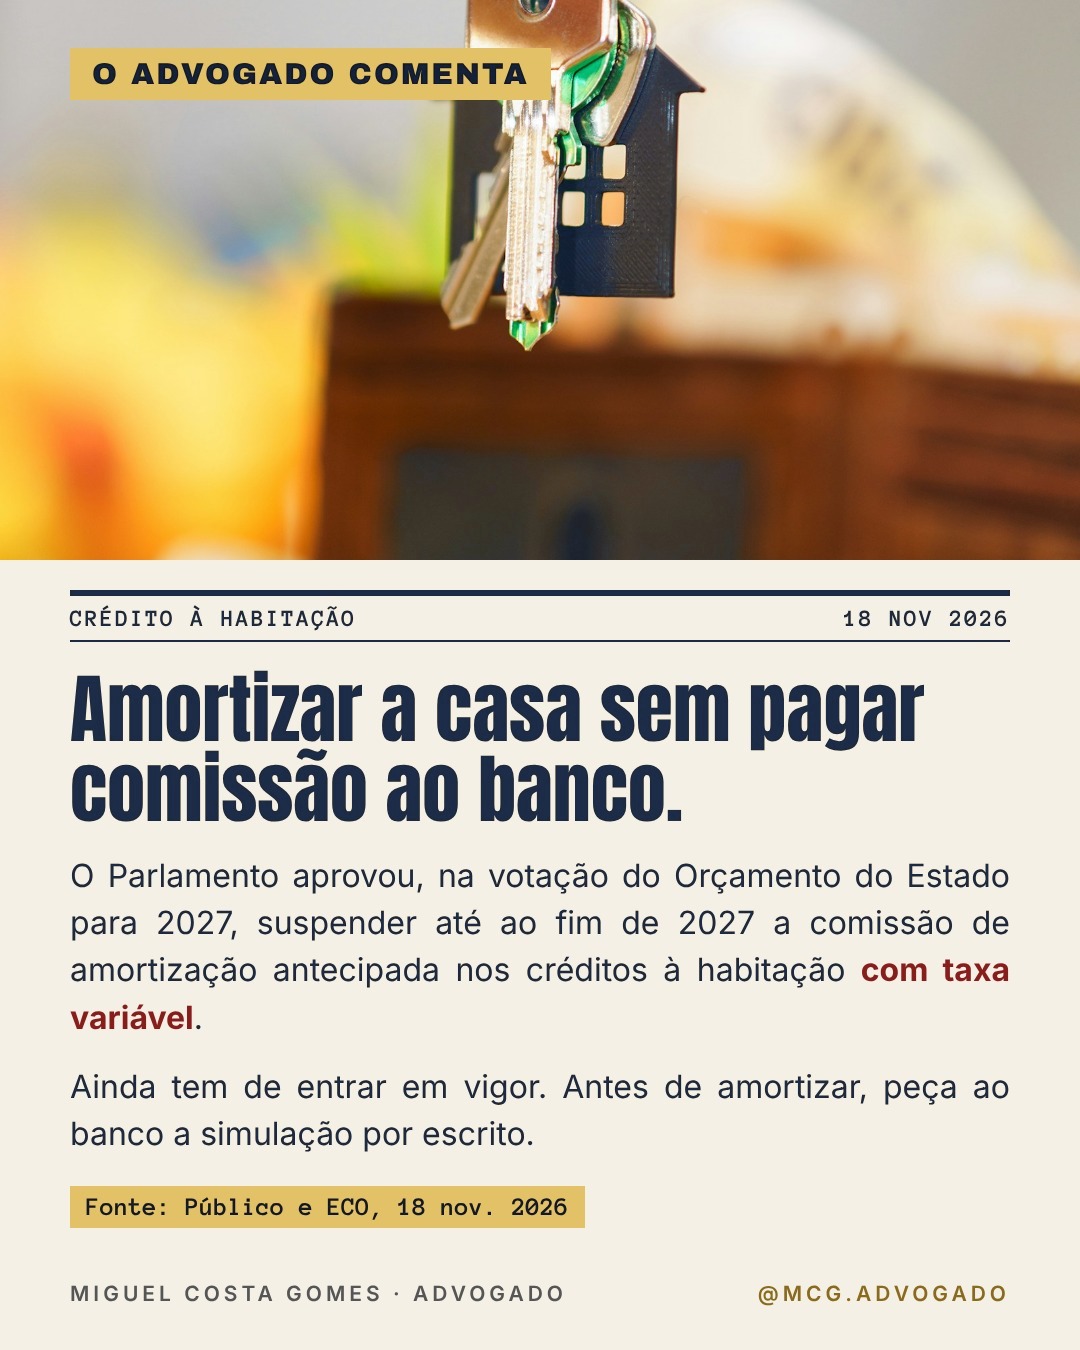 O ADVOGADO COMENTA
CRÉDITO À HABITAÇÃO
18 NOV 2026
Amortizar a casa sem pagar
comissão ao banco.
O Parlamento aprovou, na votação do Orçamento do Estado
para 2027, suspender até ao fim de 2027 a comissão de
amortização antecipada nos créditos à habitação com taxa
variável.
Ainda tem de entrar em vigor. Antes de amortizar, peça ao
banco a simulação por escrito.
Fonte: Público e ECO, 18 nov. 2026
MIGUEL COSTA GOMES · ADVOGADO
@MCG.ADVOGADO